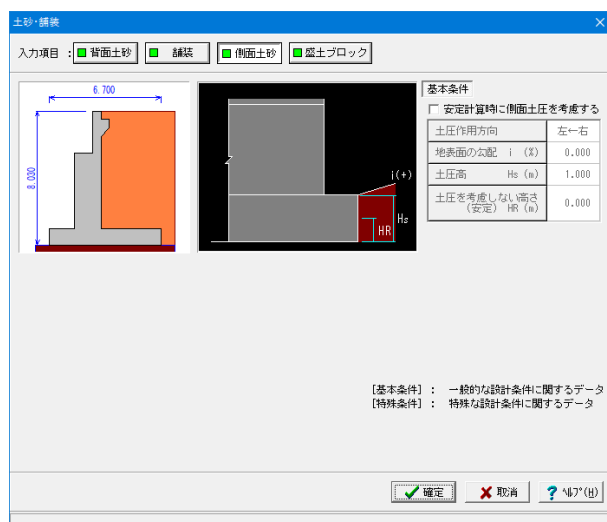 土砂・舗装
入力項目 : 背面土砂 舗装 側面土砂 盛土ブロック
6.700
8.030
i(+)
Hs
HR
基本条件
安定計算時に側面土圧を考慮する
土圧作用方向 左←右
地表面の勾配 i (%) 0.000
土圧高 Hs (m) 1.000
土圧を考慮しない高さ
(安定) HR (m) 0.000
[基本条件] : 一般的な設計条件に関するデータ
[特殊条件] : 特殊な設計条件に関するデータ
確定 取消 ? ヘルプ(H)